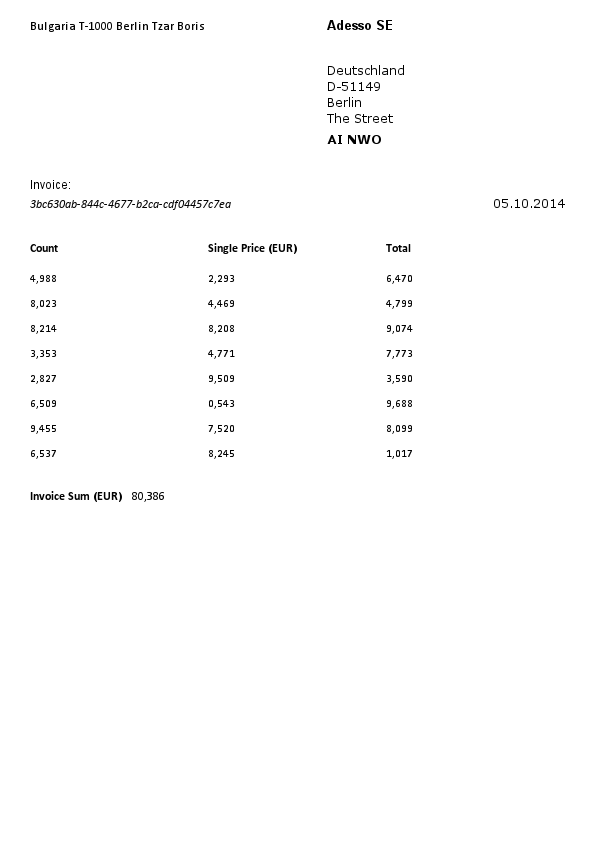 Bulgaria T-1000 Berlin Tzar Boris
Adesso SE
Deutschland
D-51149
Berlin
The Street
AI NWO
Invoice:
3bc630ab-844c-4677-b2ca-cdf04457c7ea 05.10.2014
Count Single Price (EUR) Total
4,988 2,293 6,470
8,023 4,469 4,799
8,214 8,208 9,074
3,353 4,771 7,773
2,827 9,509 3,590
6,509 0,543 9,688
9,455 7,520 8,099
6,537 8,245 1,017
Invoice Sum (EUR) 80,386